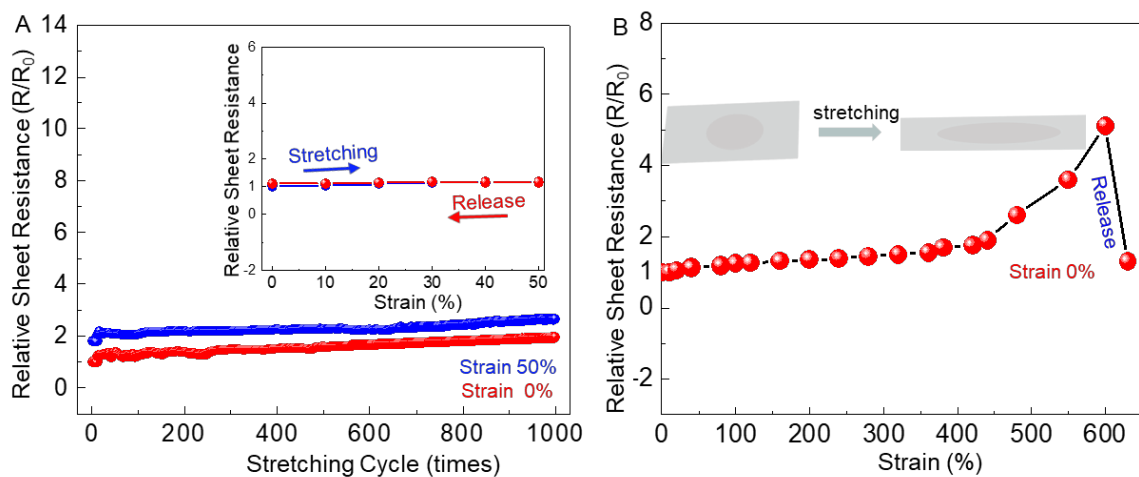 A
Relative Sheet Resistance (R/R0)
14
12
10
8
6
4
2
0
0
200
400
600
800
1000
Stretching Cycle (times)
Strain 50%
Strain 0%
Relative Sheet Resistance
6
4
2
0
-2
0
10
20
30
40
50
Strain (%)
Stretching
Release
B
Relative Sheet Resistance (R/R0)
8
6
4
2
0
-2
0
100
200
300
400
500
600
Strain (%)
stretching
Release
Strain 0%